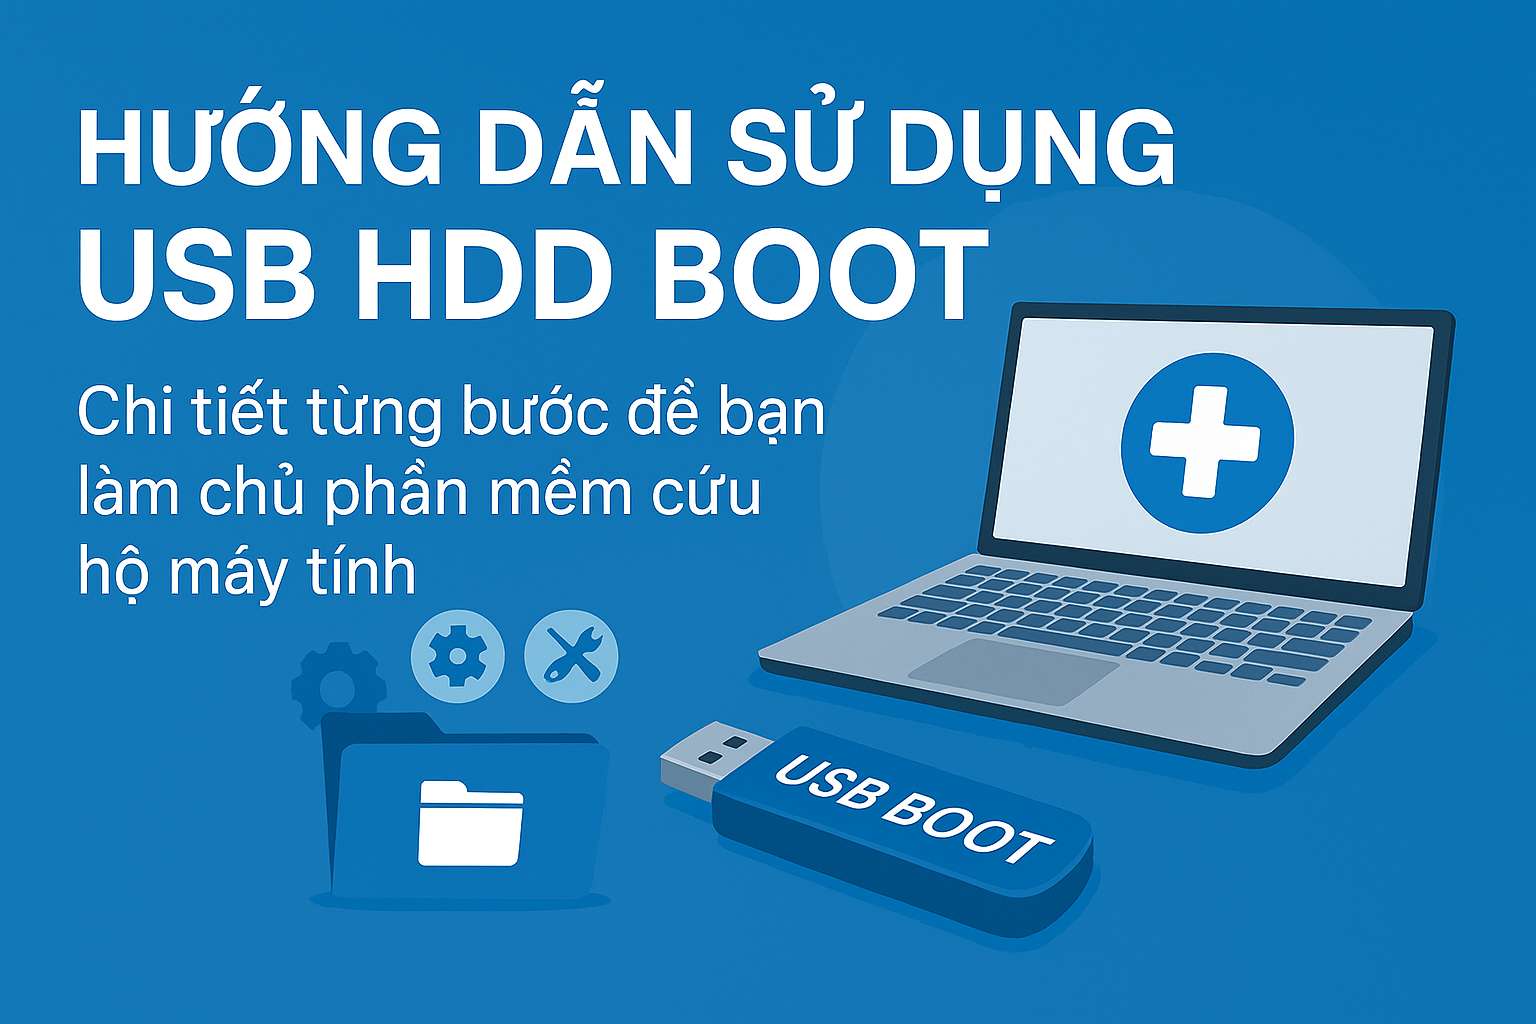 HƯỚNG DẪN SỬ DỤNG
USB HDD BOOT
Chi tiết từng bước để bạn
làm chủ phần mềm cứu
hộ máy tính
USB BOOT